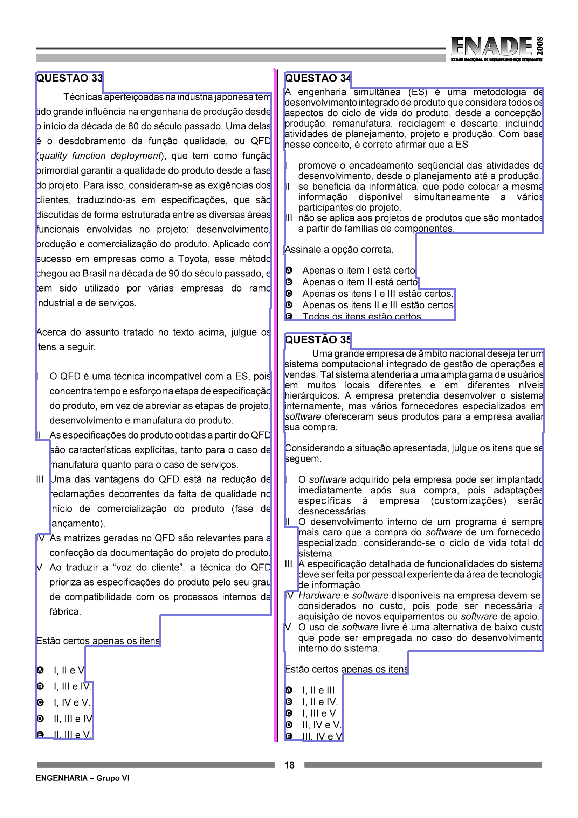 ENADE 2008
EXAME NACIONAL DE DESEMPENHO DOS ESTUDANTES
QUESTÃO 33
Técnicas aperfeiçoadas na indústria japonesa têm
tido grande influência na engenharia de produção desde
o início da década de 80 do século passado. Uma delas
é o desdobramento da função qualidade, ou QFD
(quality function deployment), que tem como função
primordial garantir a qualidade do produto desde a fase
do projeto. Para isso, consideram-se as exigências dos
clientes, traduzindo-as em especificações, que são
discutidas de forma estruturada entre as diversas áreas
funcionais envolvidas no projeto: desenvolvimento,
produção e comercialização do produto. Aplicado com
sucesso em empresas como a Toyota, esse método
chegou ao Brasil na década de 90 do século passado, e
tem sido utilizado por várias empresas do ramo
industrial e de serviços.
Acerca do assunto tratado no texto acima, julgue os
itens a seguir.
I O QFD é uma técnica incompatível com a ES, pois
concentra tempo e esforço na etapa de especificação
do produto, em vez de abreviar as etapas de projeto,
desenvolvimento e manufatura do produto.
II As especificações do produto obtidas a partir do QFD
são características explícitas, tanto para o caso de
manufatura quanto para o caso de serviços.
III Uma das vantagens do QFD está na redução de
reclamações decorrentes da falta de qualidade no
início de comercialização do produto (fase de
lançamento).
IV As matrizes geradas no QFD são relevantes para a
confecção da documentação do projeto do produto.
V Ao traduzir a "voz do cliente", a técnica do QFD
prioriza as especificações do produto pelo seu grau
de compatibilidade com os processos internos da
fábrica.
Estão certos apenas os itens
A I, II e V.
B I, III e IV.
C I, IV e V.
D II, III e IV.
E II, III e V.
QUESTÃO 34
A engenharia simultânea (ES) é uma metodologia de
desenvolvimento integrado de produto que considera todos os
aspectos do ciclo de vida do produto, desde a concepção,
produção, remanufatura, reciclagem e descarte, incluindo
atividades de planejamento, projeto e produção. Com base
nesse conceito, é correto afirmar que a ES
I promove o encadeamento seqüencial das atividades de
desenvolvimento, desde o planejamento até a produção.
II se beneficia da informática, que pode colocar a mesma
informação disponível simultaneamente a vários
participantes do projeto.
III não se aplica aos projetos de produtos que são montados
a partir de famílias de componentes.
Assinale a opção correta.
A Apenas o item I está certo.
B Apenas o item II está certo.
C Apenas os itens I e III estão certos.
D Apenas os itens II e III estão certos.
E Todos os itens estão certos.
QUESTÃO 35
Uma grande empresa de âmbito nacional deseja ter um
sistema computacional integrado de gestão de operações e
vendas. Tal sistema atenderia a uma ampla gama de usuários
em muitos locais diferentes e em diferentes níveis
hierárquicos. A empresa pretendia desenvolver o sistema
internamente, mas vários fornecedores especializados em
software ofereceram seus produtos para a empresa avaliar
sua compra.
Considerando a situação apresentada, julgue os itens que se
seguem.
I O software adquirido pela empresa pode ser implantado
imediatamente após sua compra, pois adaptações
específicas à empresa (customizações) serão
desnecessárias.
II O desenvolvimento interno de um programa é sempre
mais caro que a compra do software de um fornecedor
especializado, considerando-se o ciclo de vida total do
sistema.
III A especificação detalhada de funcionalidades do sistema
deve ser feita por pessoal experiente da área de tecnologia
de informação.
IV Hardware e software disponíveis na empresa devem ser
considerados no custo, pois pode ser necessária a
aquisição de novos equipamentos ou software de apoio.
V O uso de software livre é uma alternativa de baixo custo
que pode ser empregada no caso do desenvolvimento
interno do sistema.
Estão certos apenas os itens
A I, II e III.
B I, II e IV.
C I, III e V.
D II, IV e V.
E III, IV e V.
18
ENGENHARIA – Grupo VI